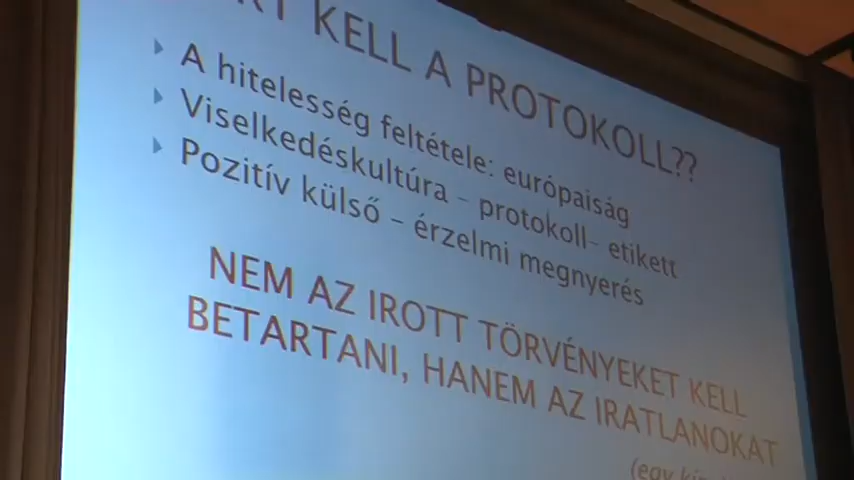 KELL A PROTOKOLL??
A hitelesség feltétele: európaiság
Viselkedéskultúra – protokoll– etikett
Pozitív külső – érzelmi megnyerés
NEM AZ IROTT TÖRVÉNYEKET KELL
BETARTANI, HANEM AZ IRATLANOKAT
(egy